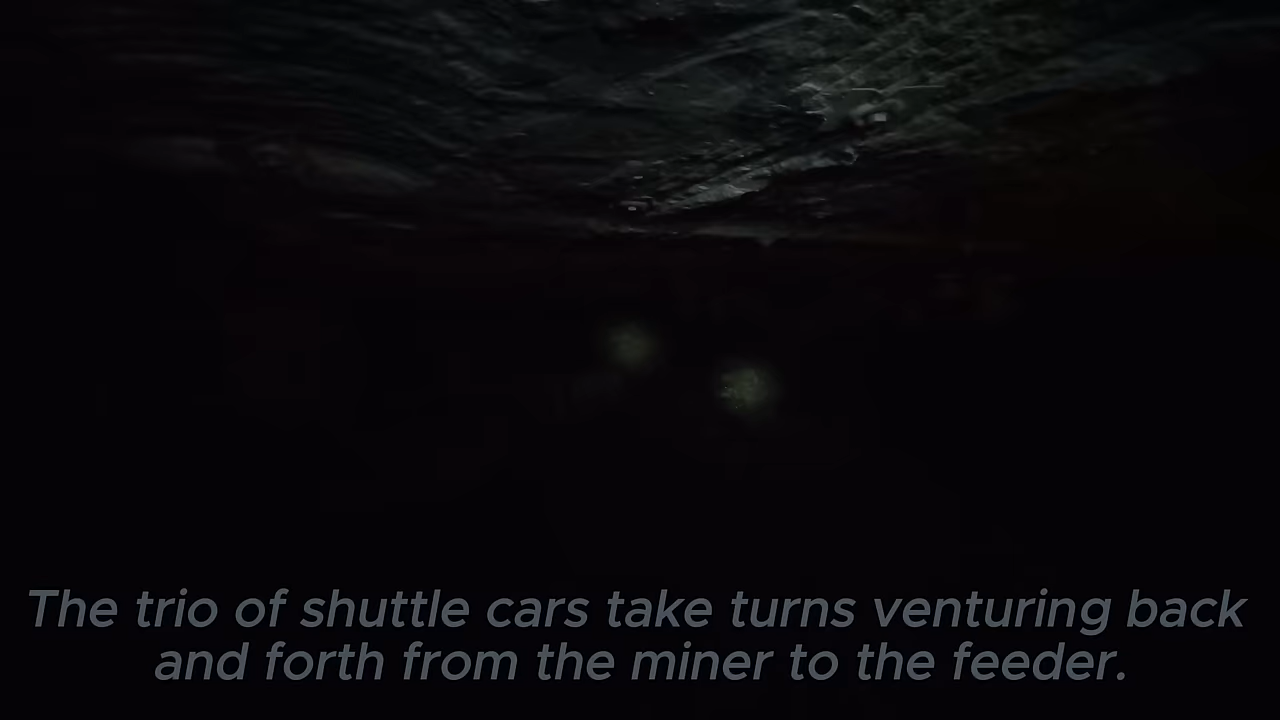 The trio of shuttle cars take turns venturing back
and forth from the miner to the feeder.